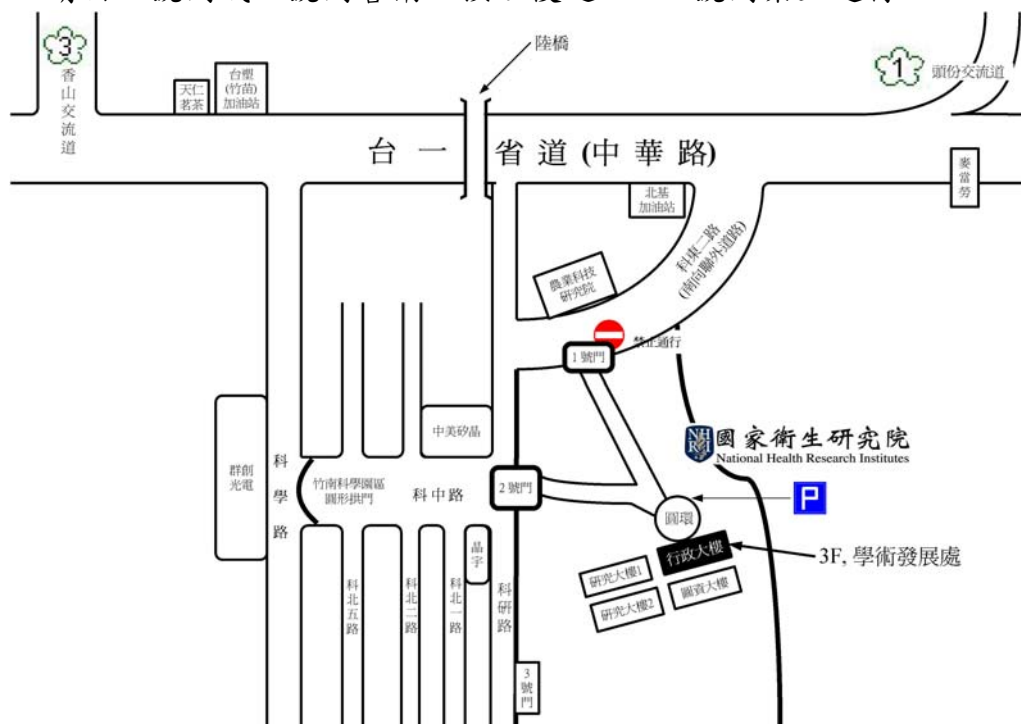 陸橋
3
香山交流道
天仁
茗茶
台塑
(竹苗)
加油站
1
頭份交流道
台一省道(中華路)
麥當勞
北基
加油站
科東二路
(南向聯外道路)
農業科技
研究院
禁止通行
1號門
中美矽晶
國家衛生研究院
National Health Research Institutes
NHRI
群創
光電
科學路
竹南科學園區
圓形拱門
科中路
2號門
P
圓環
行政大樓
3F, 學術發展處
晶宇
研究大樓1
圖資大樓
研究大樓2
科北五路
科北二路
科北一路
科研路
3號門